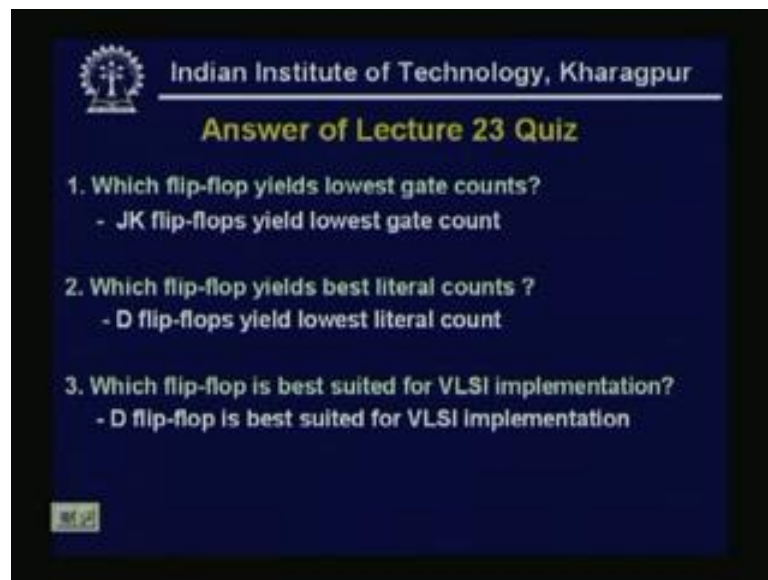 Indian Institute of Technology, Kharagpur
Answer of Lecture 23 Quiz
1. Which flip-flop yields lowest gate counts?
- JK flip-flops yield lowest gate count
2. Which flip-flop yields best literal counts ?
- D flip-flops yield lowest literal count
3. Which flip-flop is best suited for VLSI implementation?
- D flip-flop is best suited for VLSI implementation